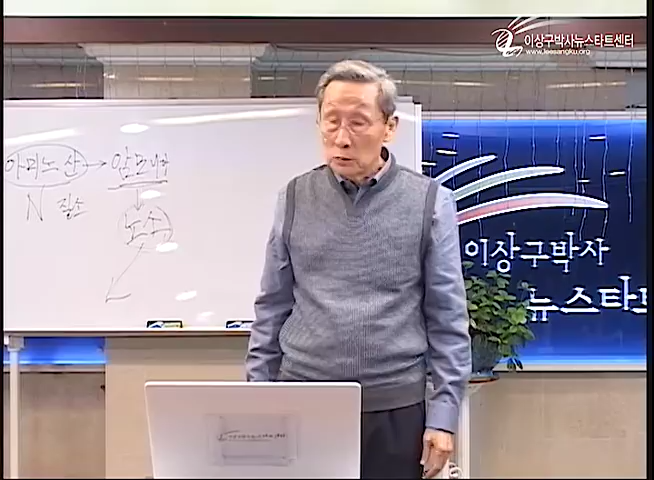 이상구박사뉴스타트센터
www.leesangku.org
아미노산 → 암모니아
N 질소
요소
이상구박사
뉴스타트